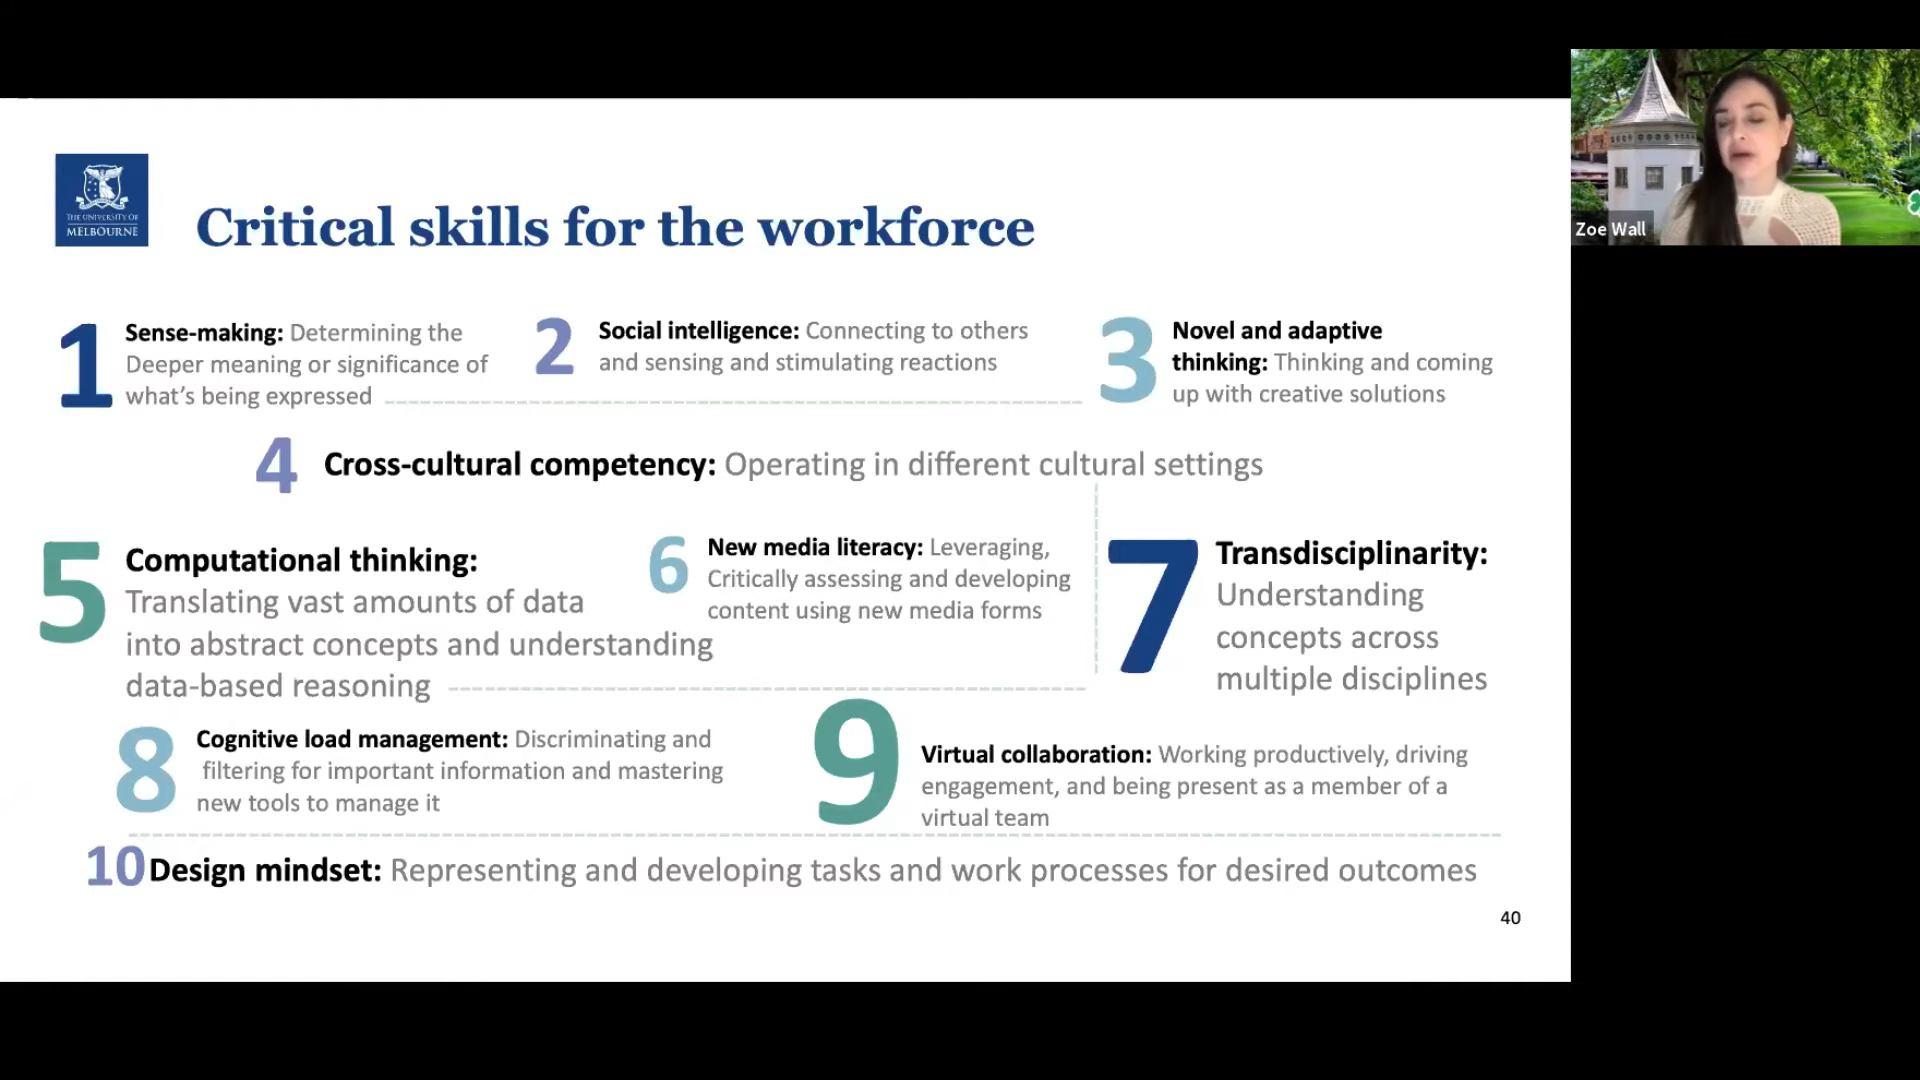 THE UNIVERSITY OF
MELBOURNE
Critical skills for the workforce
Zoe Wall
1
Sense-making: Determining the
Deeper meaning or significance of
what's being expressed
2
Social intelligence: Connecting to others
and sensing and stimulating reactions
3
Novel and adaptive
thinking: Thinking and coming
up with creative solutions
4
Cross-cultural competency: Operating in different cultural settings
5
Computational thinking:
Translating vast amounts of data
into abstract concepts and understanding
data-based reasoning
6
New media literacy: Leveraging,
Critically assessing and developing
content using new media forms
7
Transdisciplinarity:
Understanding
concepts across
multiple disciplines
8
Cognitive load management: Discriminating and
filtering for important information and mastering
new tools to manage it
9
Virtual collaboration: Working productively, driving
engagement, and being present as a member of a
virtual team
10 Design mindset: Representing and developing tasks and work processes for desired outcomes
40